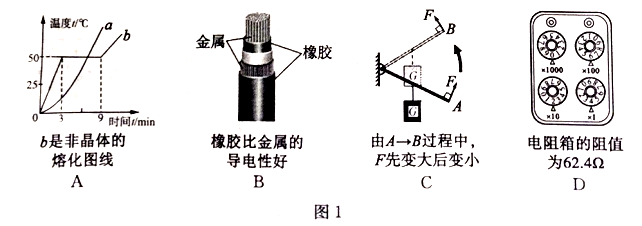 温度t/℃
a
b
50
25
0
3
9
时间t/min
b是非晶体的
熔化图线
A
金属
橡胶
橡胶比金属的
导电性好
B
F
B
G
F
G
A
由A→B过程中,
F先变大后变小
C
×1000
×100
×10
×1
电阻箱的阻值
为62.4Ω
D
图1